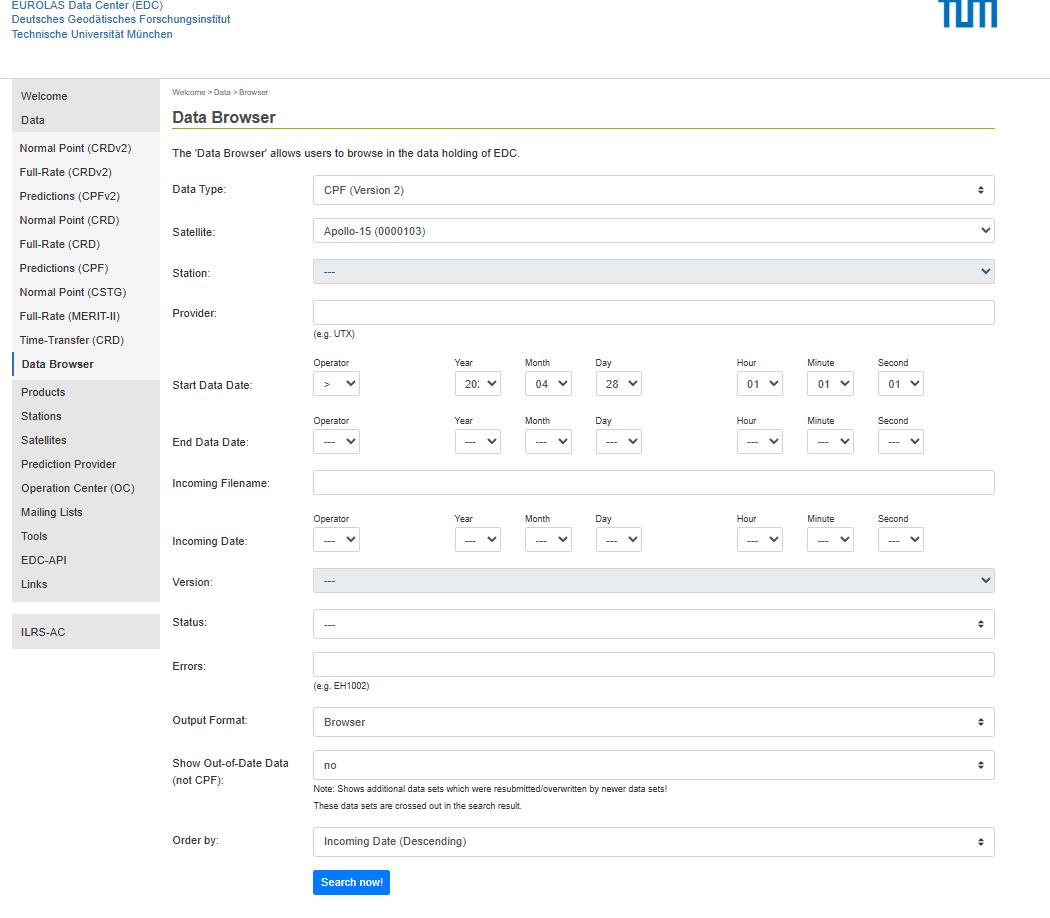 EUROLAS Data Center (EDC)
Deutsches Geodätisches Forschungsinstitut
Technische Universität München
TUM
Welcome
Data
Normal Point (CRDv2)
Full-Rate (CRDv2)
Predictions (CPFv2)
Normal Point (CRD)
Full-Rate (CRD)
Predictions (CPF)
Normal Point (CSTG)
Full-Rate (MERIT-II)
Time-Transfer (CRD)
Data Browser
Products
Stations
Satellites
Prediction Provider
Operation Center (OC)
Mailing Lists
Tools
EDC-API
Links
ILRS-AC
Welcome > Data > Browser
Data Browser
The 'Data Browser' allows users to browse in the data holding of EDC.
Data Type: CPF (Version 2)
Satellite: Apollo-15 (0000103)
Station: ---
Provider:
(e.g. UTX)
Operator Year Month Day Hour Minute Second
Start Data Date: > 04 28 01 01 01
Operator Year Month Day Hour Minute Second
End Data Date: --- --- --- --- --- --- ---
Incoming Filename:
Operator Year Month Day Hour Minute Second
Incoming Date: --- --- --- --- --- --- ---
Version: ---
Status: ---
Errors:
(e.g. EH1002)
Output Format: Browser
Show Out-of-Date Data
(not CPF): no
Note: Shows additional data sets which were resubmitted/overwritten by newer data sets!
These data sets are crossed out in the search result.
Order by: Incoming Date (Descending)
Search now!